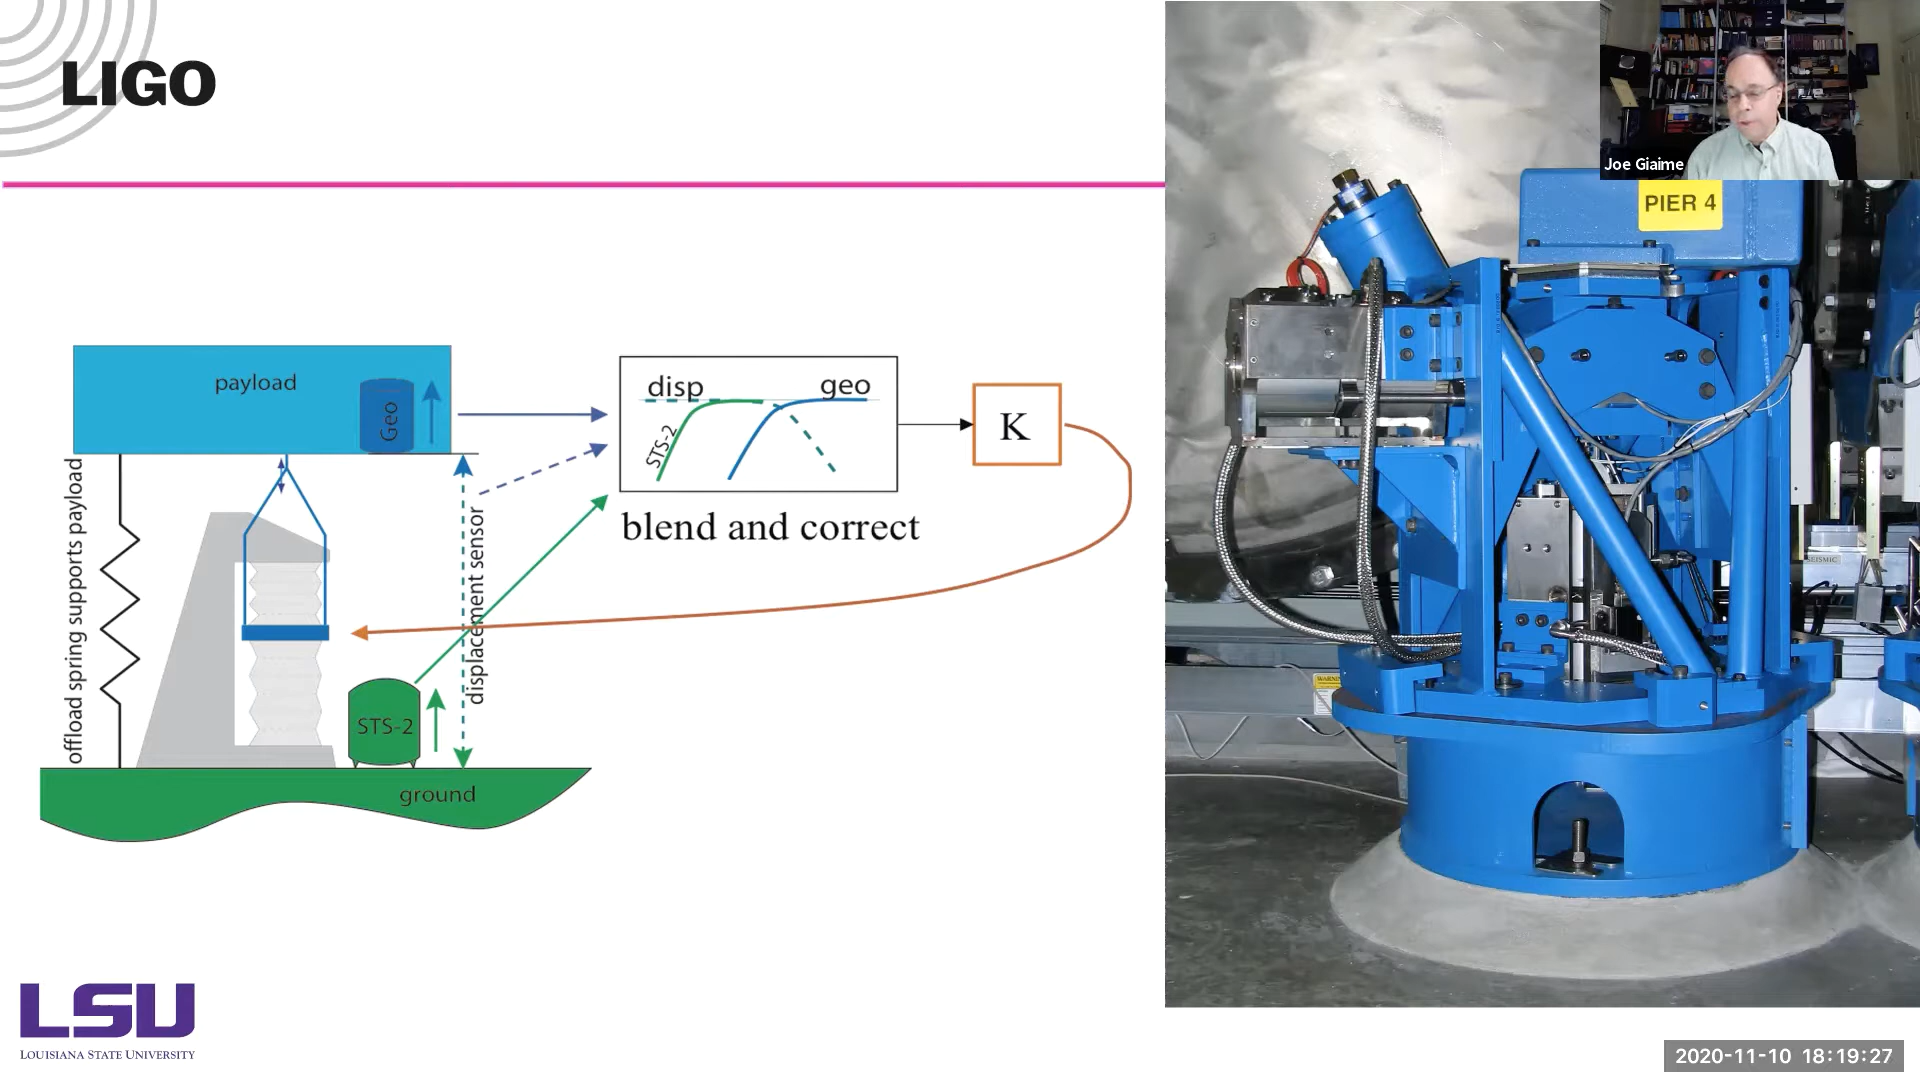 LIGO
Joe Giaime
PIER 4
payload
Geo
disp
geo
STS-2
K
blend and correct
offload spring supports payload
displacement sensor
STS-2
ground
SEISMIC
LSU
LOUISIANA STATE UNIVERSITY
2020-11-10 18:19:27